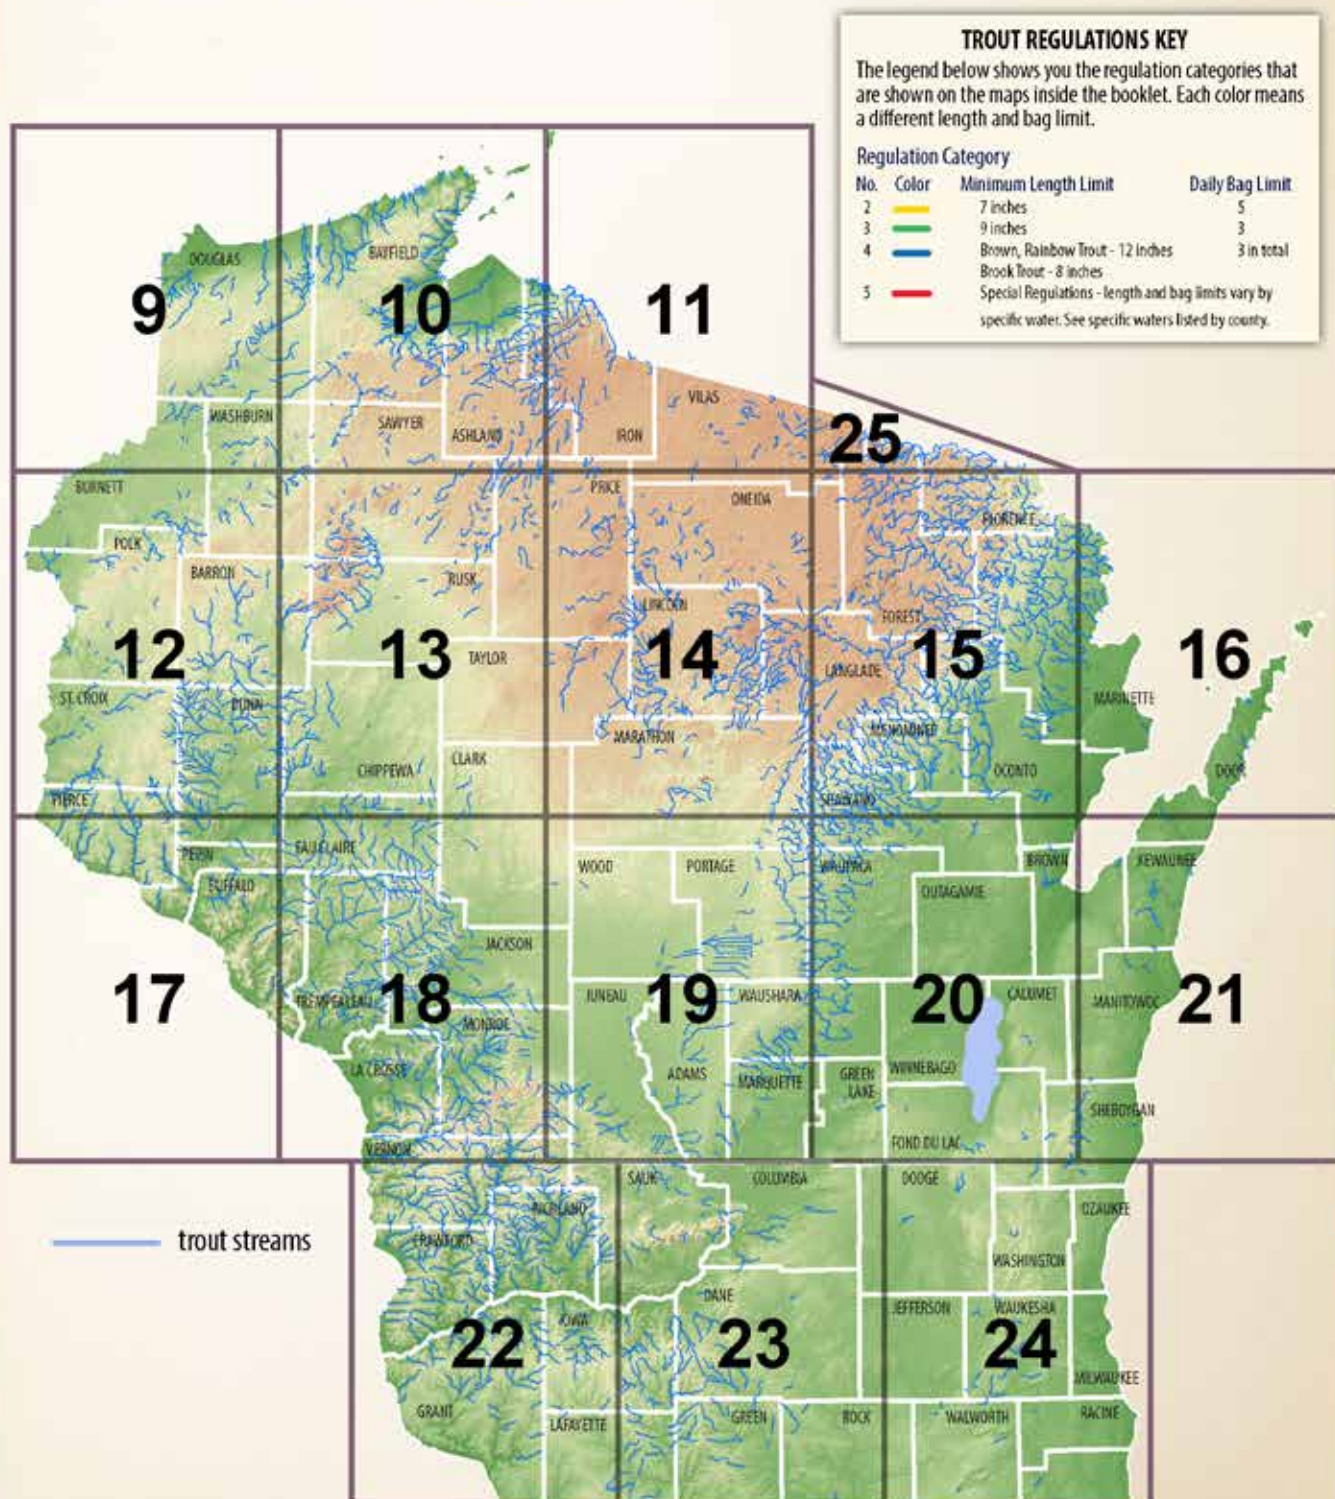 TROUT REGULATIONS KEY
The legend below shows you the regulation categories that
are shown on the maps inside the booklet. Each color means
a different length and bag limit.
Regulation Category
No. Color Minimum Length Limit Daily Bag Limit
2 7 inches 5
3 9 inches 3
4 Brown, Rainbow Trout - 12 inches 3 in total
Brook Trout - 8 inches
5 Special Regulations - length and bag limits vary by
specific water. See specific waters listed by county.
DOUGLAS
BAYFIELD
9
10
11
VILAS
WASHBURN
SAWYER
ASHLAND
IRON
25
BURNETT
PRICE
ONEIDA
FLORENCE
POLK
BARRON
RUSK
LINCOLN
FOREST
12
13
TAYLOR
14
LANGLADE
15
16
ST. CROIX
DUNN
MARINETTE
MARATHON
MENOMINEE
CHIPPEWA
CLARK
OCONTO
DOOR
PIERCE
SHAWANO
PEPIN
EAU CLAIRE
WOOD
PORTAGE
WAUPACA
BROWN
KEWAUNEE
BUFFALO
OUTAGAMIE
JACKSON
17
TREMPEALEAU
18
JUNEAU
19
WAUSHARA
20
CALUMET
MANITOWOC
21
MONROE
LA CROSSE
ADAMS
MARQUETTE
GREEN
LAKE
WINNEBAGO
SHEBOYGAN
VERNON
FOND DU LAC
SAUK
COLUMBIA
DODGE
RICHLAND
OZAUKEE
trout streams
CRAWFORD
WASHINGTON
DANE
JEFFERSON
WAUKESHA
IOWA
22
23
24
MILWAUKEE
GRANT
LAFAYETTE
GREEN
ROCK
WALWORTH
RACINE